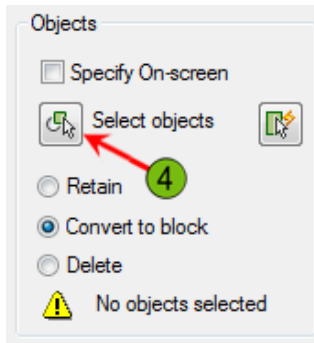 Objects
Specify On-screen
Select objects
4
Retain
Convert to block
Delete
No objects selected